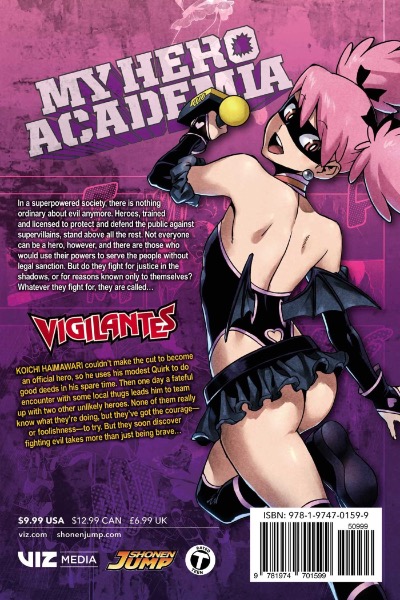 MY HERO
ACADEMIA
In a superpowered society, there is nothing
ordinary about evil anymore. Heroes, trained
and licensed to protect and defend the public against
supervillains, stand above all the rest. Not everyone
can be a hero, however, and there are those who
would use their powers to serve the people without
legal sanction. But do they fight for justice in the
shadows, or for reasons known only to themselves?
Whatever they fight for, they are called…
VIGILANTES
KOICHI HAIMAWARI couldn't make the cut to become
an official hero, so he uses his modest Quirk to do
good deeds in his spare time. Then one day a fateful
encounter with some local thugs leads him to team
up with two other unlikely heroes. None of them really
know what they're doing, but they've got the courage—
or foolishness—to try. But they soon discover
fighting evil takes more than just being brave…
$9.99 USA $12.99 CAN £6.99 UK
viz.com shonenjump.com
VIZ MEDIA
SHONEN
JUMP
RATED
T
TEEN
ISBN: 978-1-9747-0159-9
50999
9 781974 701599